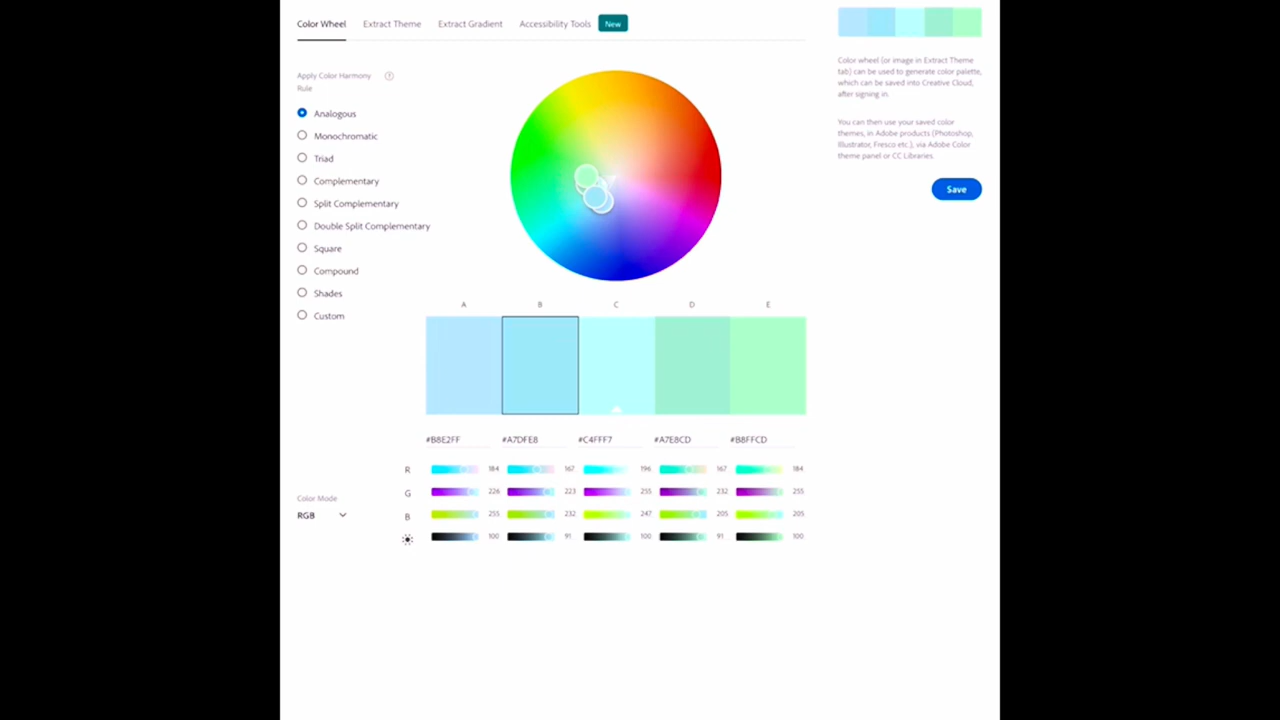 Color Wheel Extract Theme Extract Gradient Accessibility Tools New
Color wheel (or image in Extract Theme
tab) can be used to generate color palette,
which can be saved into Creative Cloud,
after signing in.
You can then use your saved color
themes, in Adobe products (Photoshop,
Illustrator, Fresco etc.), via Adobe Color
theme panel or CC Libraries.
Save
Apply Color Harmony
Rule
Analogous
Monochromatic
Triad
Complementary
Split Complementary
Double Split Complementary
Square
Compound
Shades
Custom
A B C D E
#B8E2FF #A7DFE8 #C4FFF7 #A7E8CD #B8FFCD
R 184 167 196 167 184
G 226 223 255 232 255
B 255 232 247 205 205
100 91 100 91 100
Color Mode
RGB